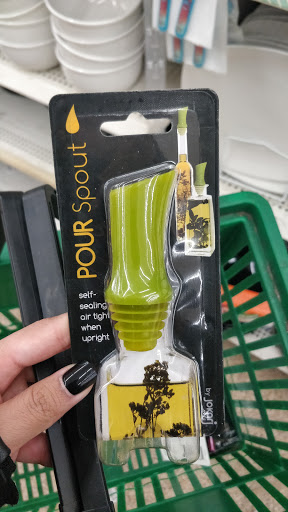 POUR Spout
self-
sealing
air tight
when
upright